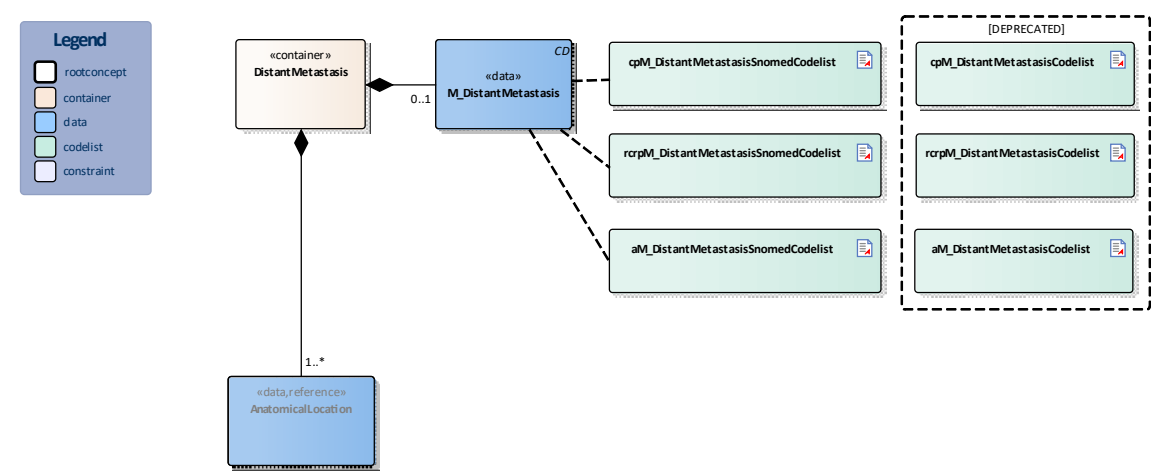 Legend
rootconcept
container
data
codelist
constraint
«container»
DistantMetastasis
0..1
CD
«data»
M_DistantMetastasis
cpM_DistantMetastasisSnomedCodelist
rcrpM_DistantMetastasisSnomedCodelist
aM_DistantMetastasisSnomedCodelist
[DEPRECATED]
cpM_DistantMetastasisCodelist
rcrpM_DistantMetastasisCodelist
aM_DistantMetastasisCodelist
1..*
«data,reference»
AnatomicalLocation